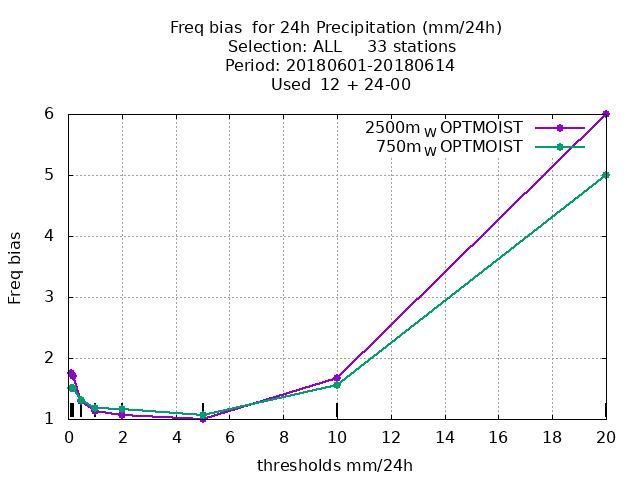 Freq bias  for 24h Precipitation (mm/24h)
Selection: ALL     33 stations
Period: 20180601-20180614
Used  12 + 24-00
2500m W OPTMOIST
750m W OPTMOIST
Freq bias
6
5
4
3
2
1
0 2 4 6 8 10 12 14 16 18 20
thresholds mm/24h